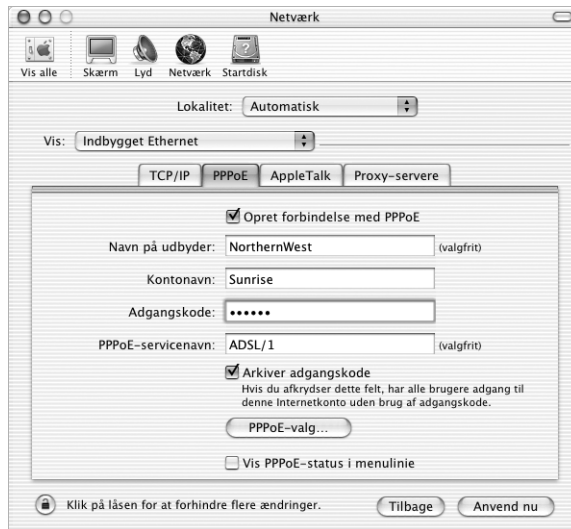 Netværk
Vis alle Skærm Lyd Netværk Startdisk
Lokalitet: Automatisk
Vis: Indbygget Ethernet
TCP/IP PPPoE AppleTalk Proxy-servere
Opret forbindelse med PPPoE
Navn på udbyder: NorthernWest (valgfrit)
Kontonavn: Sunrise
Adgangskode: ••••••
PPPoE-servicenavn: ADSL/1 (valgfrit)
Arkiver adgangskode
Hvis du afkrydser dette felt, har alle brugere adgang til
denne Internetkonto uden brug af adgangskode.
PPPoE-valg...
Vis PPPoE-status i menulinie
Klik på låsen for at forhindre flere ændringer. Tilbage Anvend nu